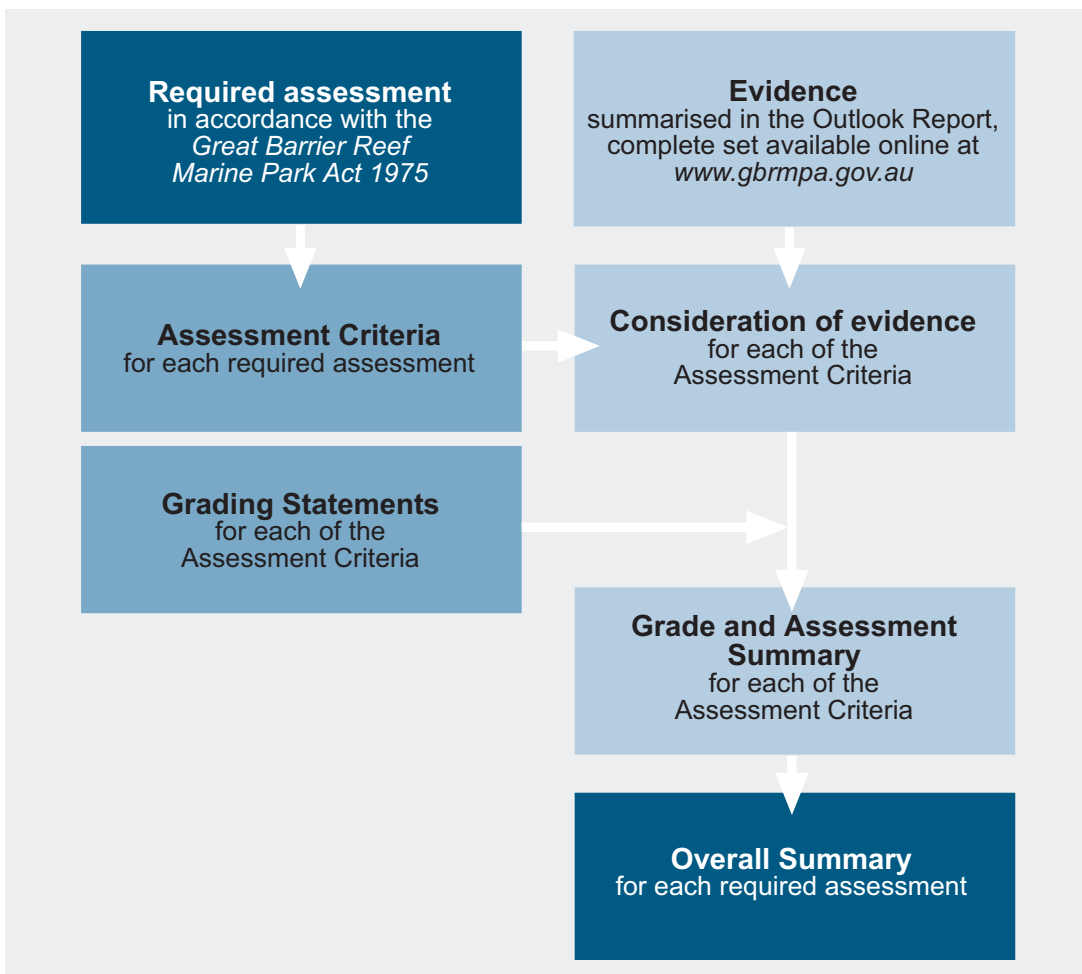 Required assessment
in accordance with the
Great Barrier Reef
Marine Park Act 1975
Evidence
summarised in the Outlook Report,
complete set available online at
www.gbrmpa.gov.au
Assessment Criteria
for each required assessment
Consideration of evidence
for each of the
Assessment Criteria
Grading Statements
for each of the
Assessment Criteria
Grade and Assessment
Summary
for each of the
Assessment Criteria
Overall Summary
for each required assessment